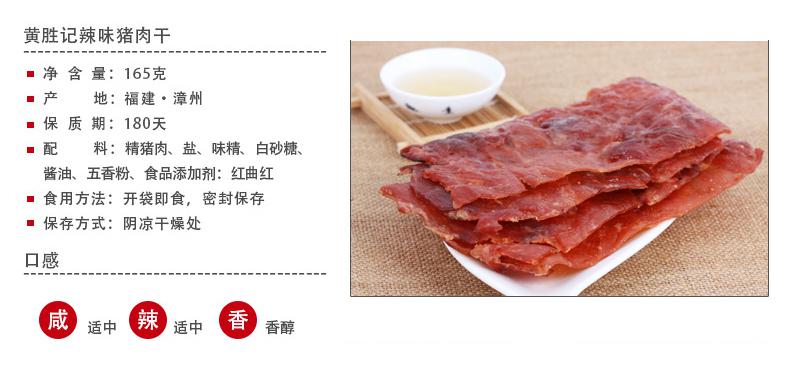 黄胜记辣味猪肉干
净 含 量：165克
产 地：福建·漳州
保 质 期：180天
配 料：精猪肉、盐、味精、白砂糖、
酱油、五香粉、食品添加剂：红曲红
食用方法：开袋即食，密封保存
保存方式：阴凉干燥处
口感
咸 适中 辣 适中 香 香醇